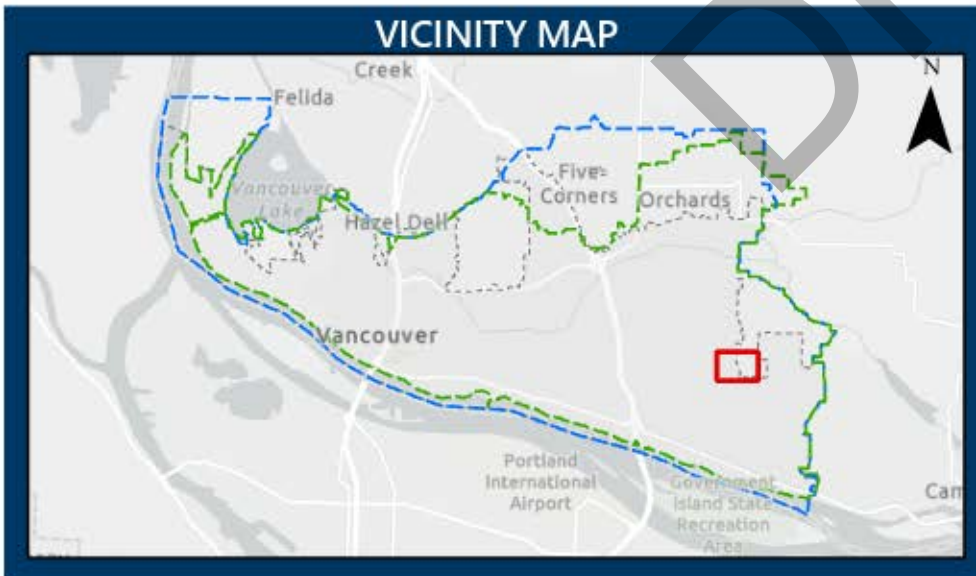 VICINITY MAP
Creek
N
Felida
Vancouver
Lake
Five
Corners
Orchards
Hazel Dell
Vancouver
Portland
International
Airport
Government
Island State
Recreation
Area
Cam